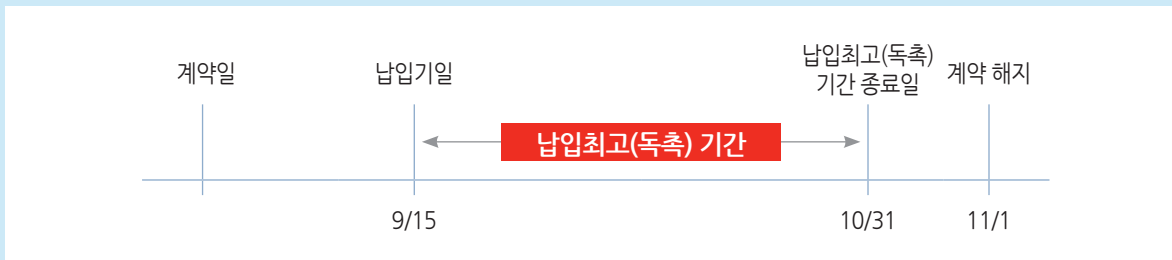 계약일
납입기일
납입최고(독촉)
기간 종료일
계약 해지
납입최고(독촉) 기간
9/15
10/31
11/1